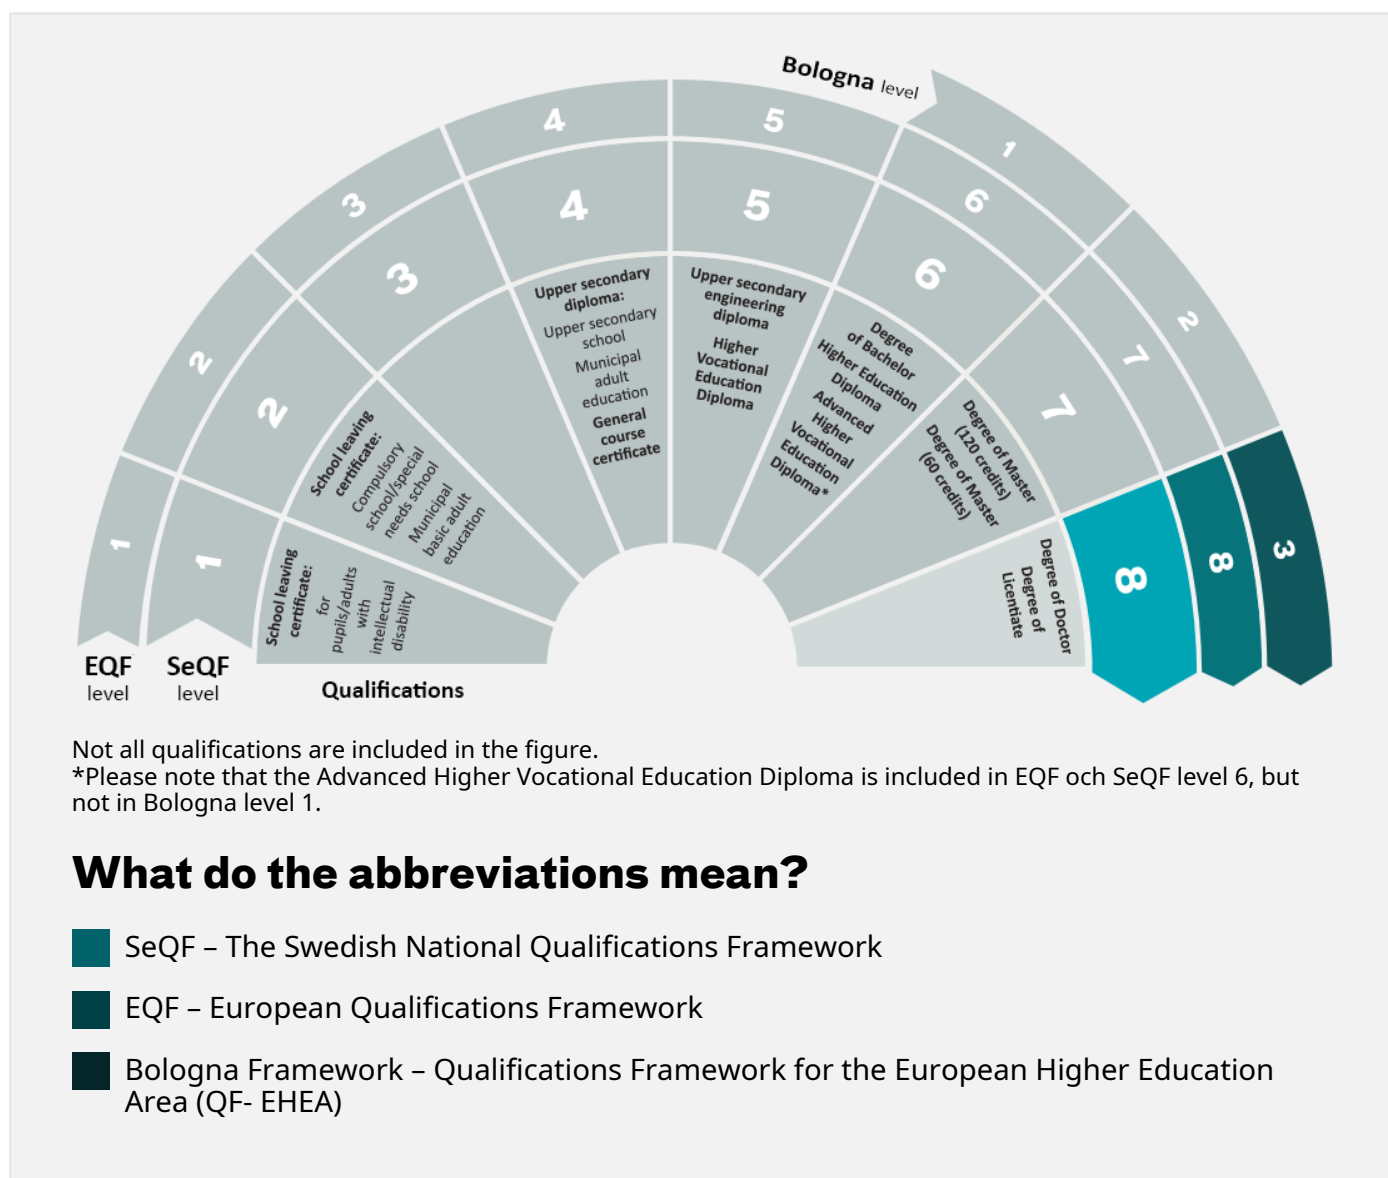 Bologna level
1
2
3
4
5
6
7
8
1
2
3
4
5
6
7
8
1
2
3
School leaving
certificate:
for
pupils/adults
with
intellectual
disability
School leaving
certificate:
Compulsory
school/special
needs school
Municipal
basic adult
education
Upper secondary
diploma:
Upper secondary
school
Municipal
adult
education
General
course
certificate
Upper secondary
engineering
diploma
Higher
Vocational
Education
Diploma
Degree
of Bachelor
Higher Education
Diploma
Advanced
Higher
Vocational
Education
Diploma*
Degree of Master
(120 credits)
Degree of Master
(60 credits)
Degree of Doctor
Degree of
Licentiate
EQF
level
SeQF
level
Qualifications
Not all qualifications are included in the figure.
*Please note that the Advanced Higher Vocational Education Diploma is included in EQF och SeQF level 6, but
not in Bologna level 1.
What do the abbreviations mean?
SeQF – The Swedish National Qualifications Framework
EQF – European Qualifications Framework
Bologna Framework – Qualifications Framework for the European Higher Education
Area (QF- EHEA)